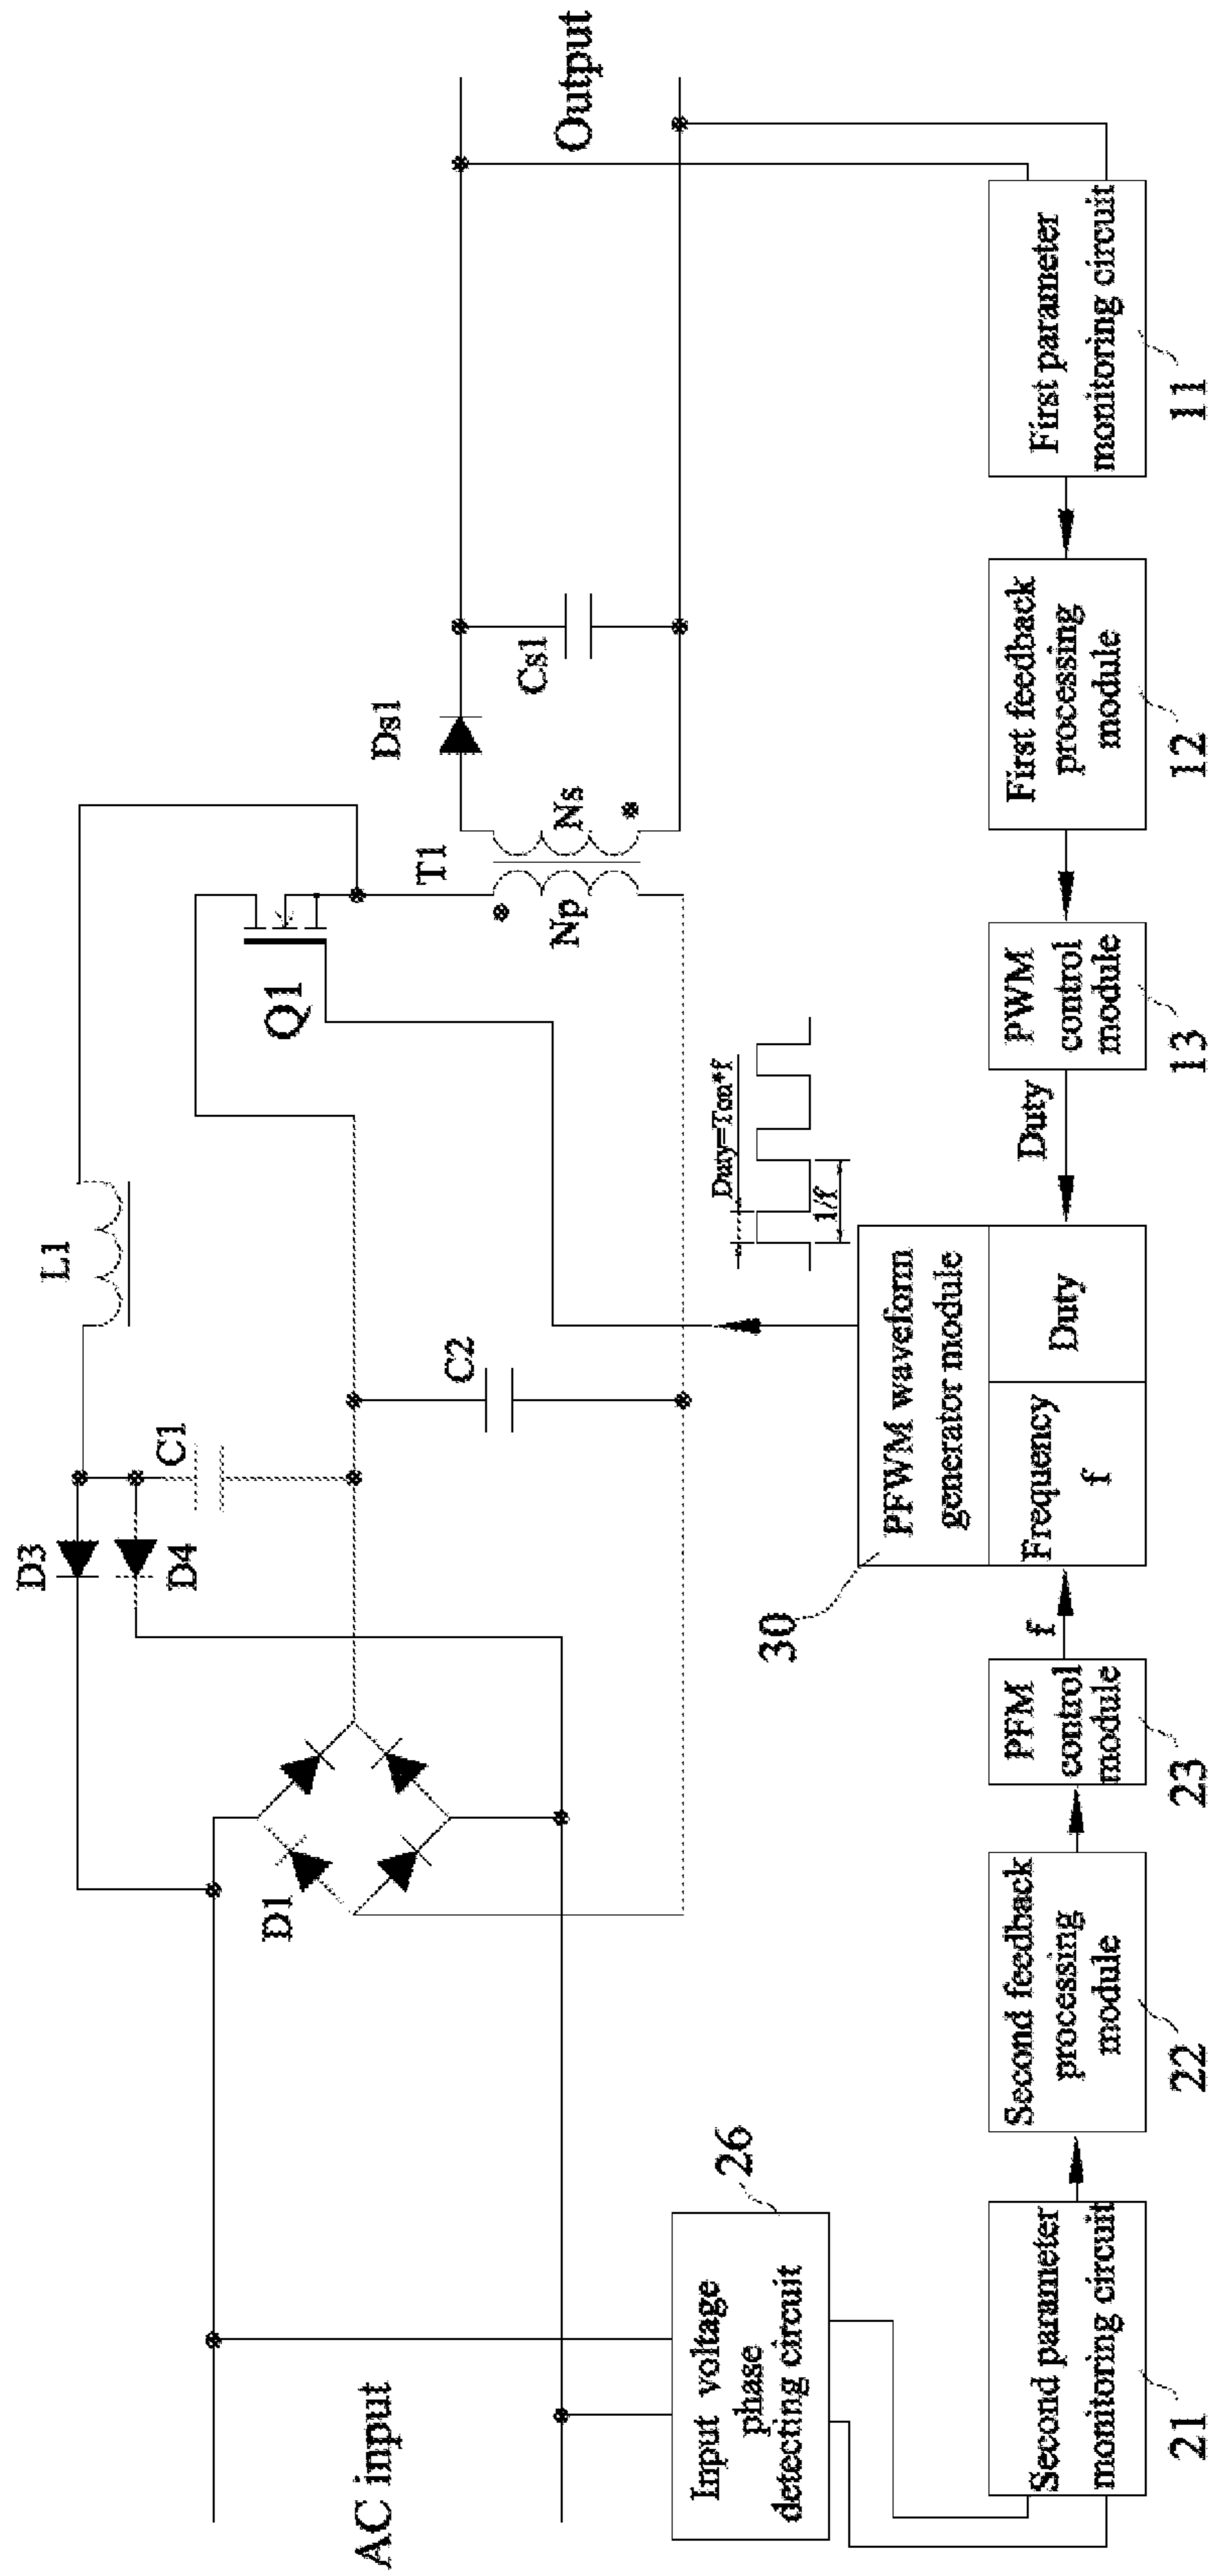 D3
D4
C1
L1
Q1
D1
C2
T1
Np
Ns
Ds1
Cs1
AC input
Output
Duty=Ton*f
1/f
Input voltage
phase
detecting circuit
26
30
PFWM waveform
generator module
Frequency
f
Duty
Second parameter
monitoring circuit
21
Second feedback
processing
module
22
PFM
control
module
23
f
Duty
PWM
control
module
13
First feedback
processing
module
12
First parameter
monitoring circuit
11